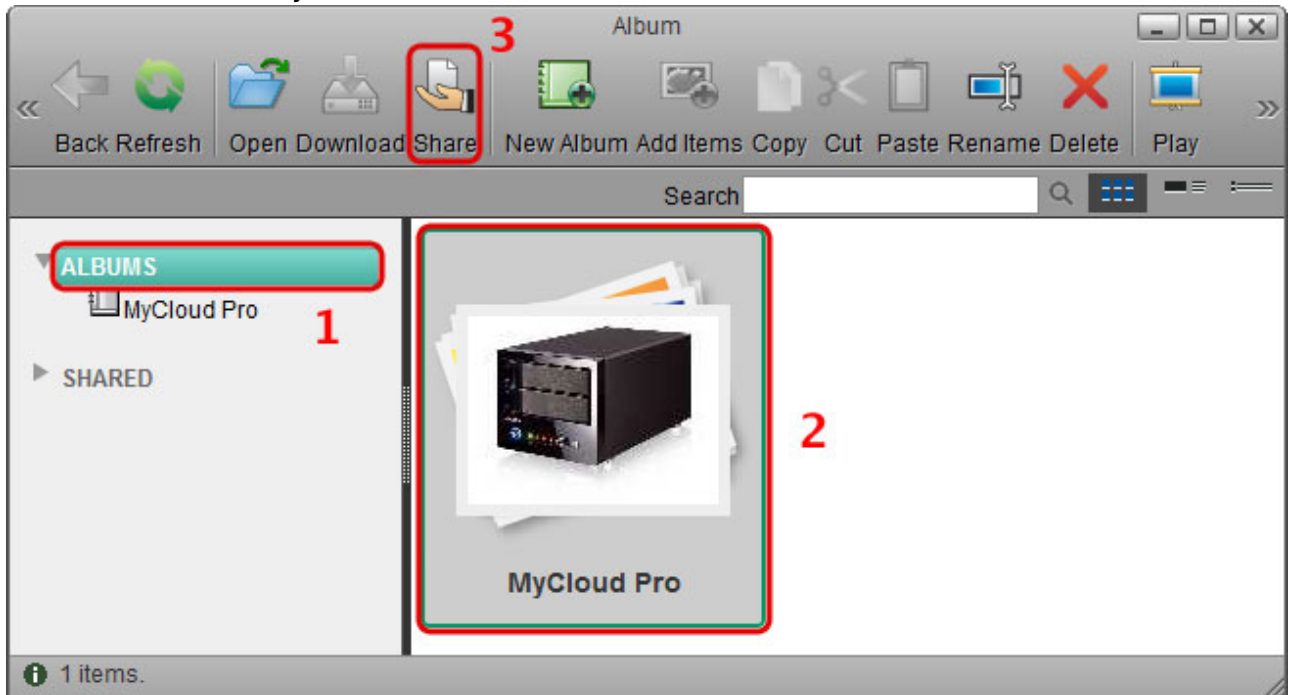 Album
3
« Back Refresh Open Download Share New Album Add Items Copy Cut Paste Rename Delete Play »
Search
ALBUMS
MyCloud Pro
1
SHARED
2
MyCloud Pro
1 items.